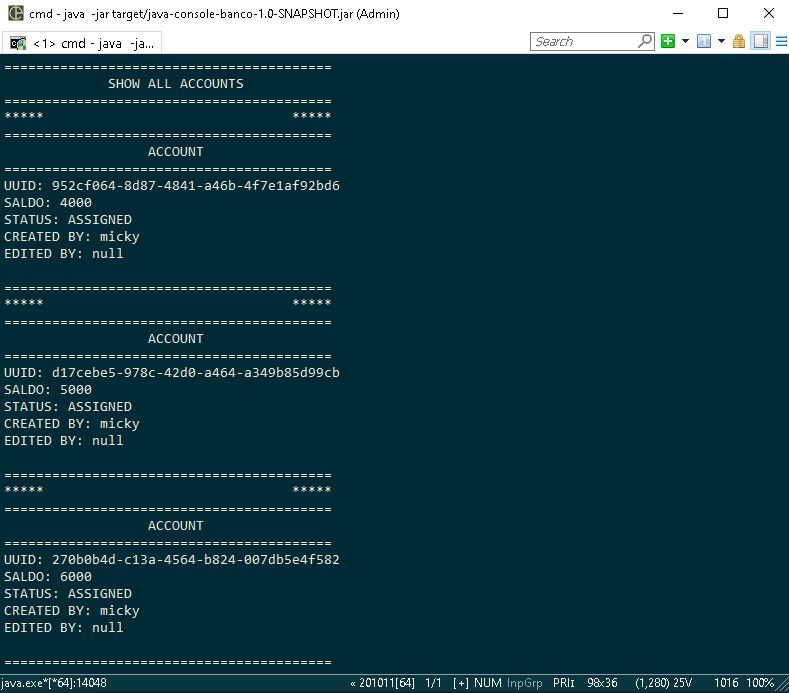 cmd - java  -jar target/java-console-banco-1.0-SNAPSHOT.jar (Admin)
<1> cmd - java  -ja...
Search
=========================================
             SHOW ALL ACCOUNTS
=========================================
*****                               *****
=========================================
                  ACCOUNT
=========================================
UUID: 952cf064-8d87-4841-a46b-4f7e1af92bd6
SALDO: 4000
STATUS: ASSIGNED
CREATED BY: micky
EDITED BY: null
=========================================
*****                               *****
=========================================
                  ACCOUNT
=========================================
UUID: d17cebe5-978c-42d0-a464-a349b85d99cb
SALDO: 5000
STATUS: ASSIGNED
CREATED BY: micky
EDITED BY: null
=========================================
*****                               *****
=========================================
                  ACCOUNT
=========================================
UUID: 270b0b4d-c13a-4564-b824-007db5e4f582
SALDO: 6000
STATUS: ASSIGNED
CREATED BY: micky
EDITED BY: null
=========================================
java.exe*[*64]:14048 « 201011[64] 1/1 [+] NUM InpGrp PRI‡ 98x36 (1,280) 25V 1016 100%